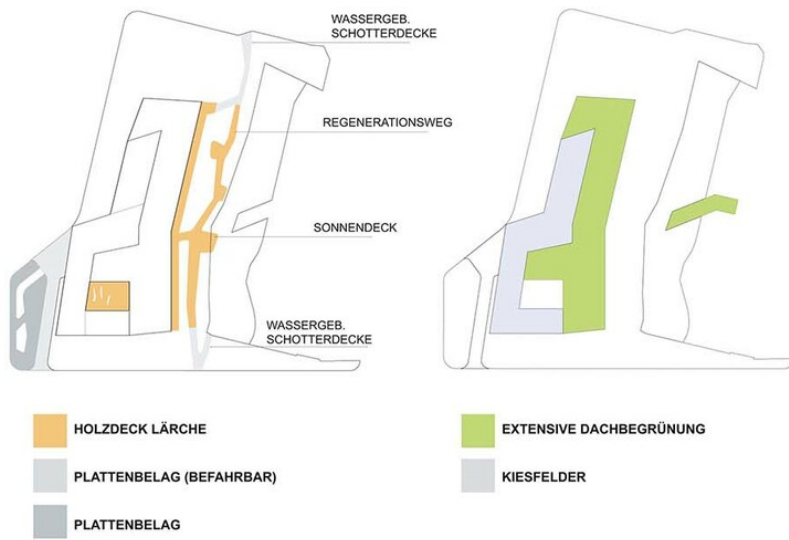 WASSERGEB.
SCHOTTERDECKE
REGENERATIONSWEG
SONNENDECK
WASSERGEB.
SCHOTTERDECKE
HOLZDECK LÄRCHE
PLATTENBELAG (BEFAHRBAR)
PLATTENBELAG
EXTENSIVE DACHBEGRÜNUNG
KIESFELDER